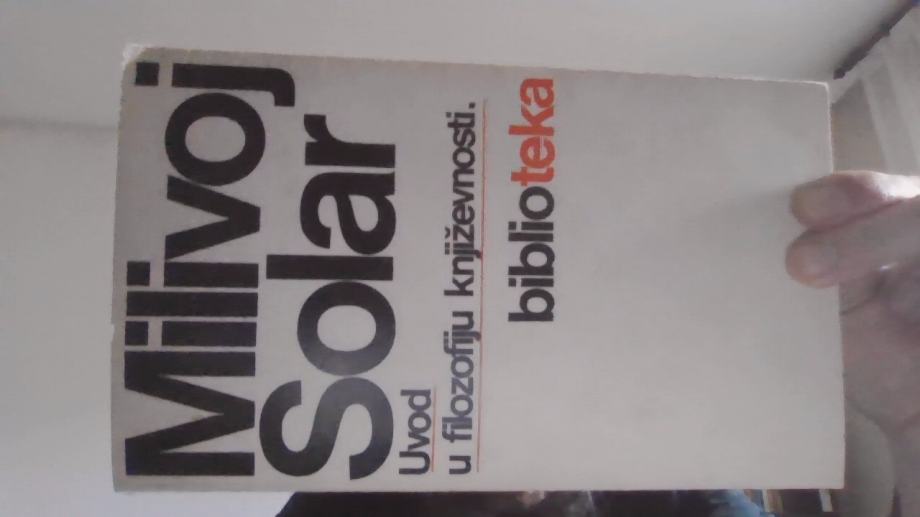 Milivoj
Solar
Uvod
u filozofiju književnosti.
biblioteka